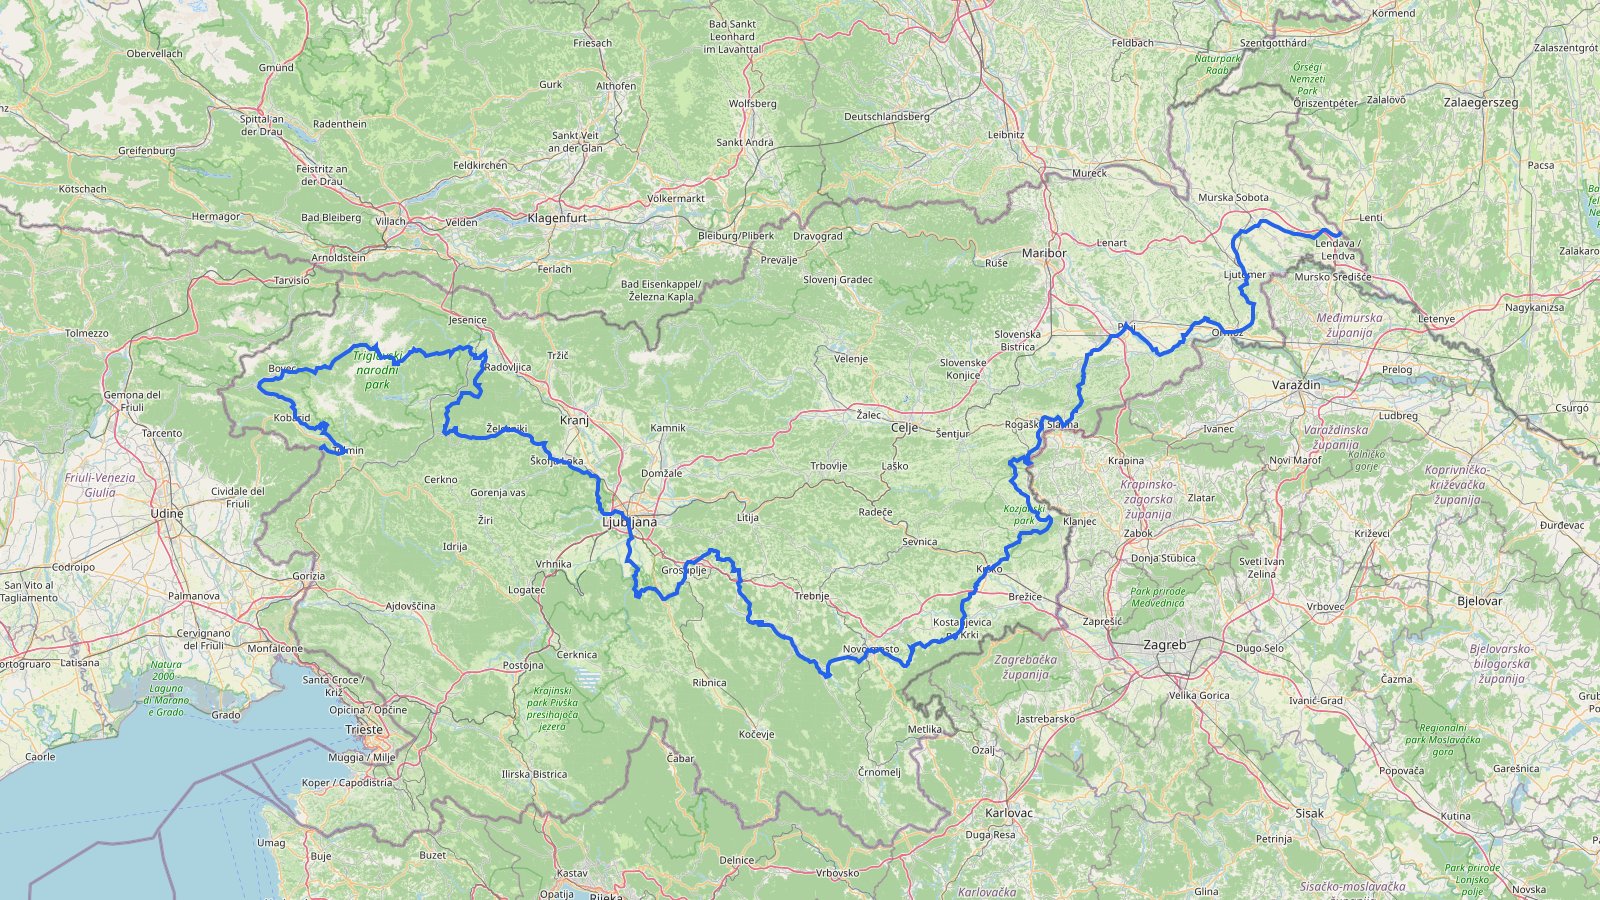 Obervellach
Gmünd
Friesach
Bad Sankt
Leonhard
im Lavanttal
Feldbach
Szentgotthárd
Kormend
Zalaszentgrót
Naturpark
Raab
Őrségi
Nemzeti
Park
Őriszentpéter
Zalalövő
Zalaegerszeg
Gurk
Althofen
Wolfsberg
Deutschlandsberg
Leibnitz
Spittal an
der Drau
Radenthein
Sankt Veit
an der Glan
Sankt Andrä
Greifenburg
Feldkirchen
Feistritz an
der Drau
Mureck
Pacsa
Kötschach
Völkermarkt
Murska Sobota
Hermagor
Bad Bleiberg
Villach
Velden
Klagenfurt
Lenti
Bleiburg/Pliberk
Dravograd
Lenart
Lendava /
Lendva
Zalakaro
Arnoldstein
Ferlach
Prevalje
Ruše
Maribor
Tarvisio
Bad Eisenkappel/
Železna Kapla
Slovenj Gradec
Ljutomer
Mursko Središće
Letenye
Nagykanizsa
Tolmezzo
Jesenice
Slovenska
Bistrica
Ptuj
Ormož
Međimurska
županija
Tržič
Velenje
Slovenske
Konjice
Triglavski
narodni
park
Bovec
Radovljica
Prelog
Varaždin
Gemona del
Friuli
Csurgó
Kobarid
Kranj
Kamnik
Žalec
Celje
Šentjur
Rogaška Slatina
Ivanec
Ludbreg
Varaždinska
županija
Tarcento
Železniki
Tolmin
Škofja Loka
Domžale
Trbovlje
Laško
Krapina
Novi Marof
Kalničko
gorje
Koprivničko-
križevačka
županija
Friuli-Venezia
Giulia
Cividale del
Friuli
Cerkno
Gorenja vas
Krapinsko-
zagorska
županija
Zlatar
Udine
Žiri
Ljubljana
Litija
Radeče
Kozjanski
park
Klanjec
Đurđevac
Zabok
Križevci
Idrija
Sevnica
Donja Stubica
Codroipo
Vrhnika
Grosuplje
Krško
Sveti Ivan
Zelina
San Vito al
Tagliamento
Gorizia
Logatec
Trebnje
Brežice
Park prirode
Medvednica
Vrbovec
Bjelovar
Palmanova
Ajdovščina
Kostanjevica
na Krki
Zaprešić
Cervignano
del Friuli
Monfalcone
Zagreb
Dugo Selo
Bjelovarsko-
bilogorska
županija
ortogruaro
Latisana
Natura
2000
Laguna
di Marano
e Grado
Postojna
Cerknica
Novo mesto
Zagrebačka
županija
Santa Croce /
Križ
Ribnica
Čazma
Velika Gorica
Ivanić-Grad
Grado
Opicina / Opčine
Krajinski
park Pivška
presihajoča
jezera
Jastrebarsko
Trieste
Kočevje
Metlika
Regionalni
park Moslavačka
gora
Caorle
Muggia / Milje
Čabar
Ozalj
Koper / Capodistria
Ilirska Bistrica
Črnomelj
Popovača
Garešnica
Karlovac
Sisak
Kutina
Umag
Duga Resa
Petrinja
Buje
Buzet
Delnice
Kastav
Vrbovsko
Opatija
Rijeka
Karlovačka
Glina
Sisačko-moslavačka
županija
Park prirode
Lonjsko
polje
Novska